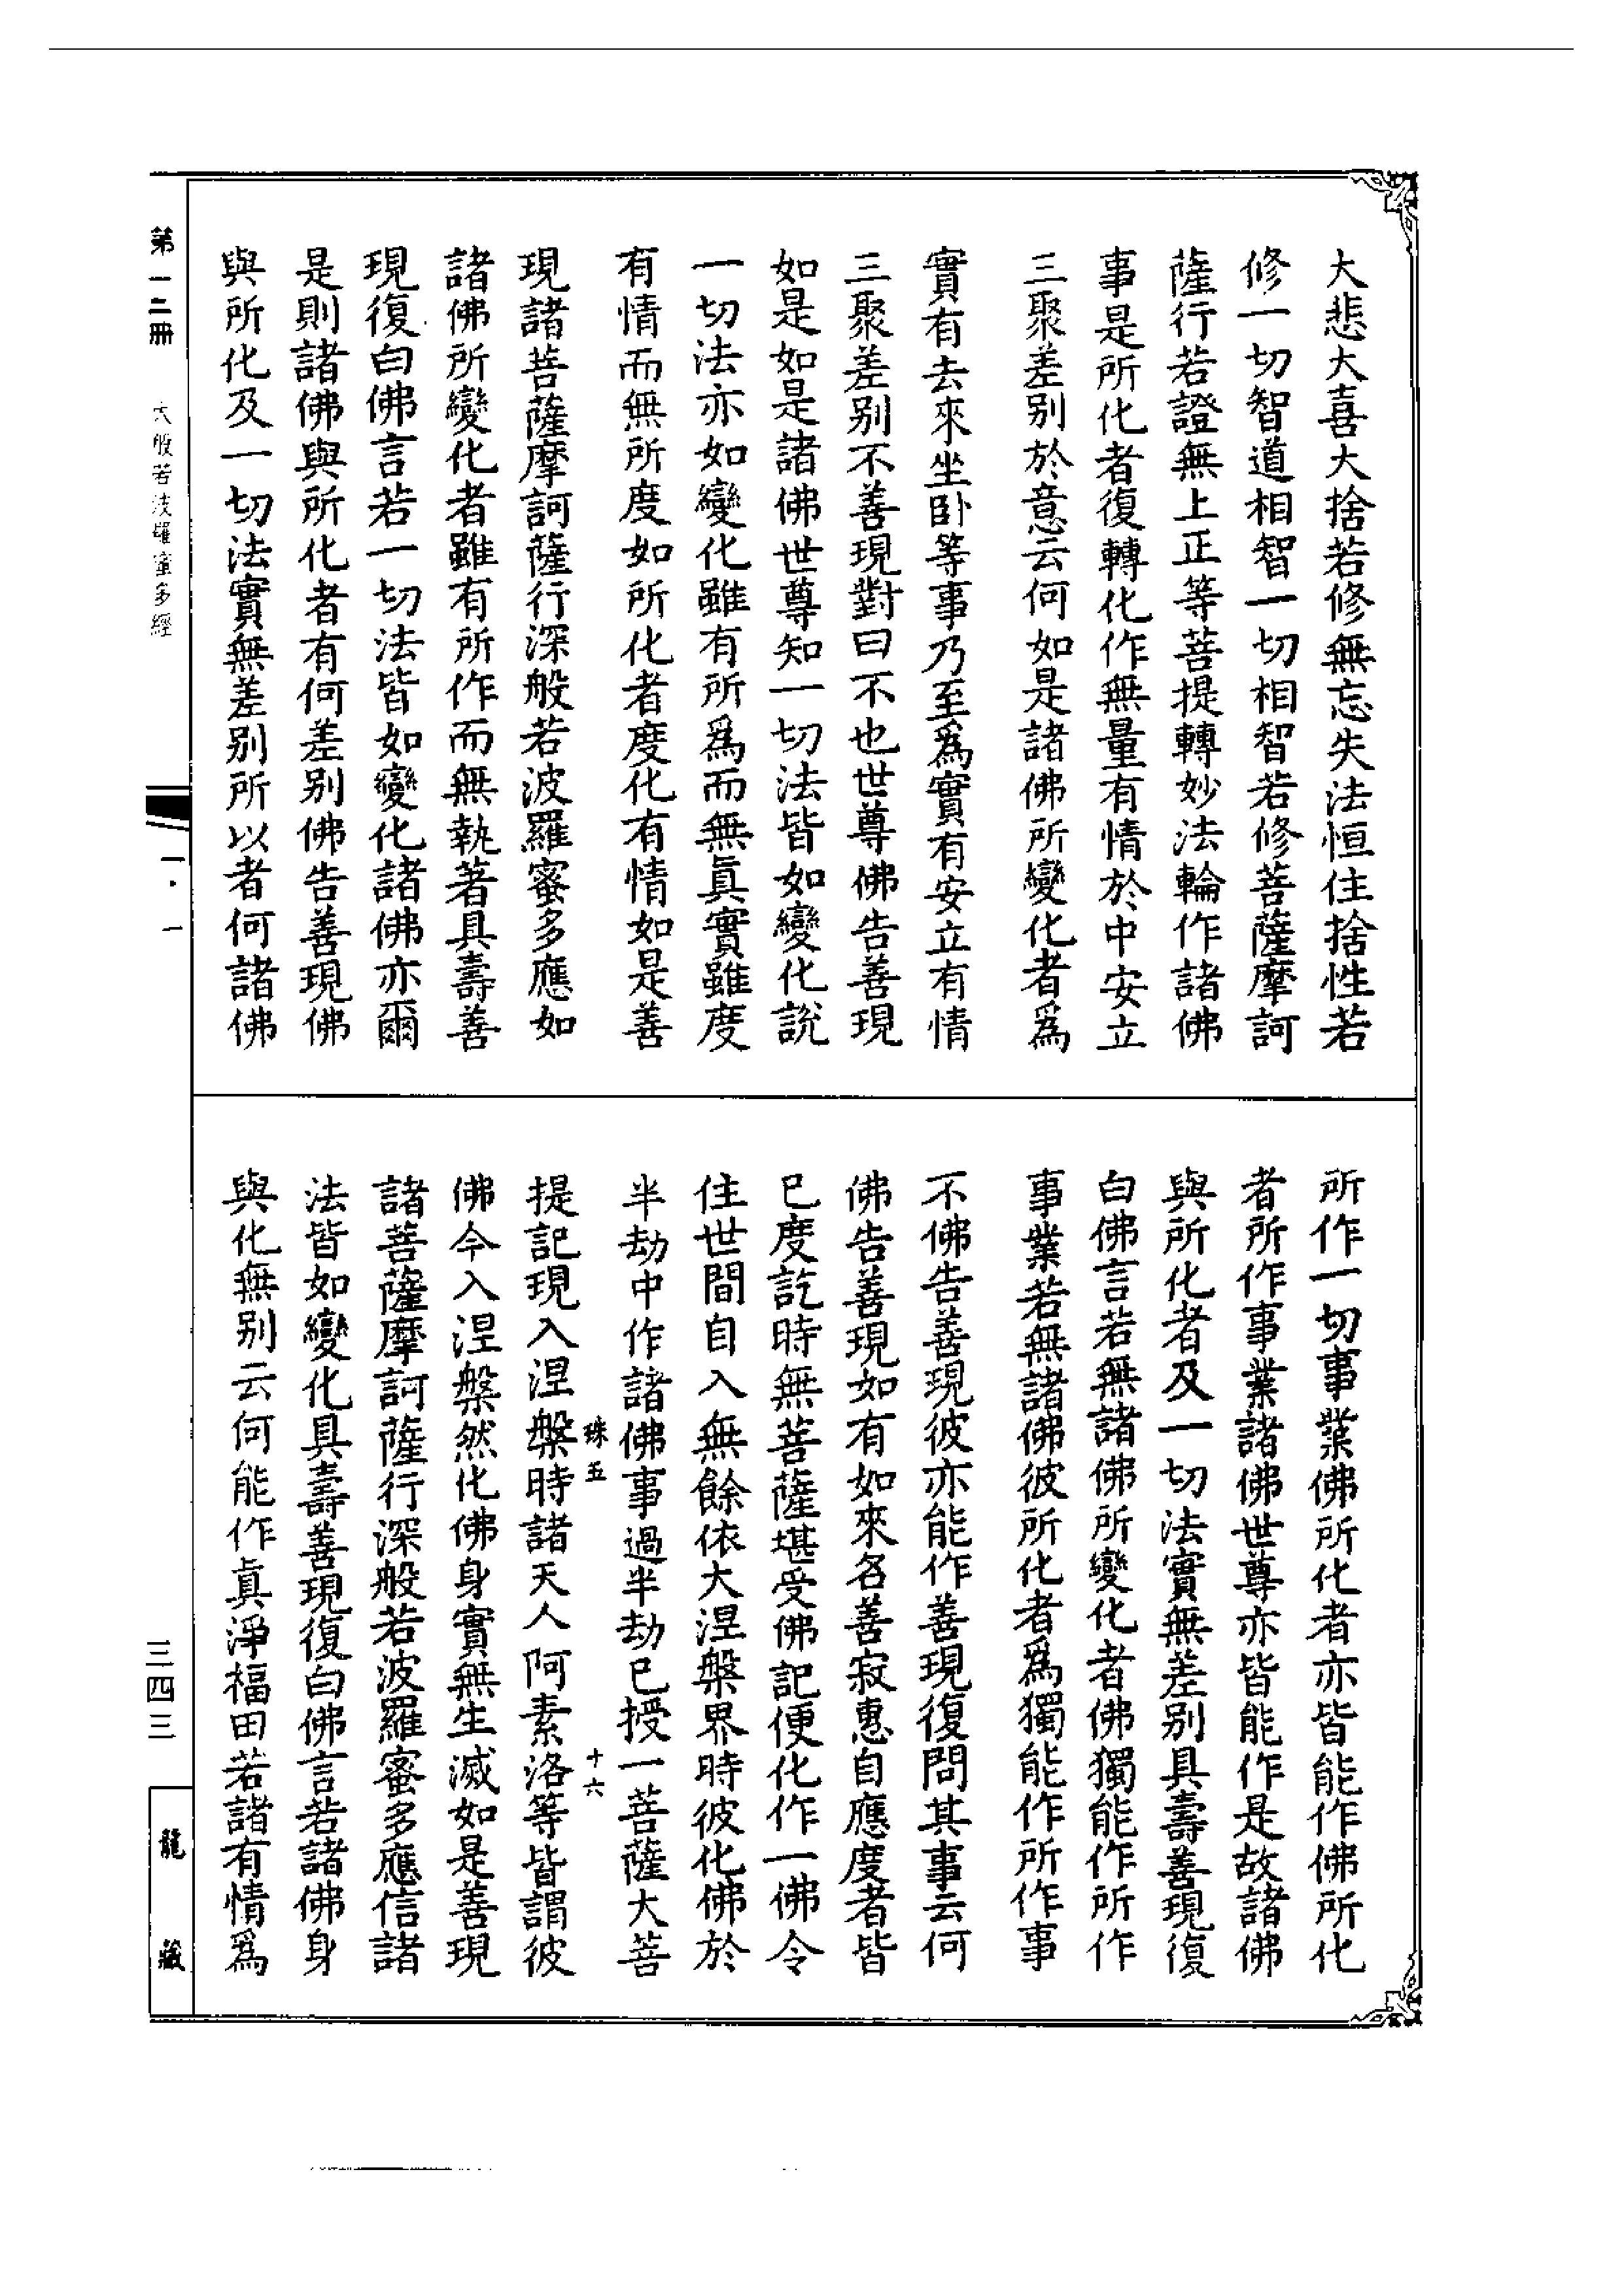 大悲大喜大捨若修無忘失法恒住捨性若
修一切智道相智一切相智若修菩薩摩訶
薩行若證無上正等菩提轉妙法輪作諸佛
事是所化者復轉化作無量有情於中安立
三聚差别於意云何如是諸佛所變化者爲
實有去來坐卧等事乃至爲實有安立有情
三聚差别不善現對曰不也世尊佛告善現
如是如是諸佛世尊知一切法皆如變化說
一切法亦如變化雖有所爲而無眞實雖度
有情而無所度如所化者度化有情如是善
現諸菩薩摩訶薩行深般若波羅蜜多應如
諸佛所變化者雖有所作而無執著具壽善
現復白佛言若一切法皆如變化諸佛亦爾
是則諸佛與所化者有何差别佛告善現佛
與所化及一切法實無差别所以者何諸佛
所作一切事業佛所化者亦皆能作佛所化
者所作事業諸佛世尊亦皆能作是故諸佛
與所化者及一切法實無差别具壽善現復
白佛言若無諸佛所變化者佛獨能作所作
事業若無諸佛彼所化者爲獨能作所作事
不佛告善現彼亦能作善現復問其事云何
佛告善現如有如來名善寂惠自應度者皆
已度訖時無菩薩堪受佛記便化作一佛令
住世間自入無餘依大涅槃界時彼化佛於
半劫中作諸佛事過半劫已授一菩薩大菩
珠五 十六
提記現入涅槃時諸天人阿素洛等皆謂彼
佛今入涅槃然化佛身實無生滅如是善現
諸菩薩摩訶薩行深般若波羅蜜多應信諸
法皆如變化具壽善現復白佛言若諸佛身
與化無别云何能作眞淨福田若諸有情爲
第一二冊 大般若波羅蜜多經 一·一 三四三 龍藏